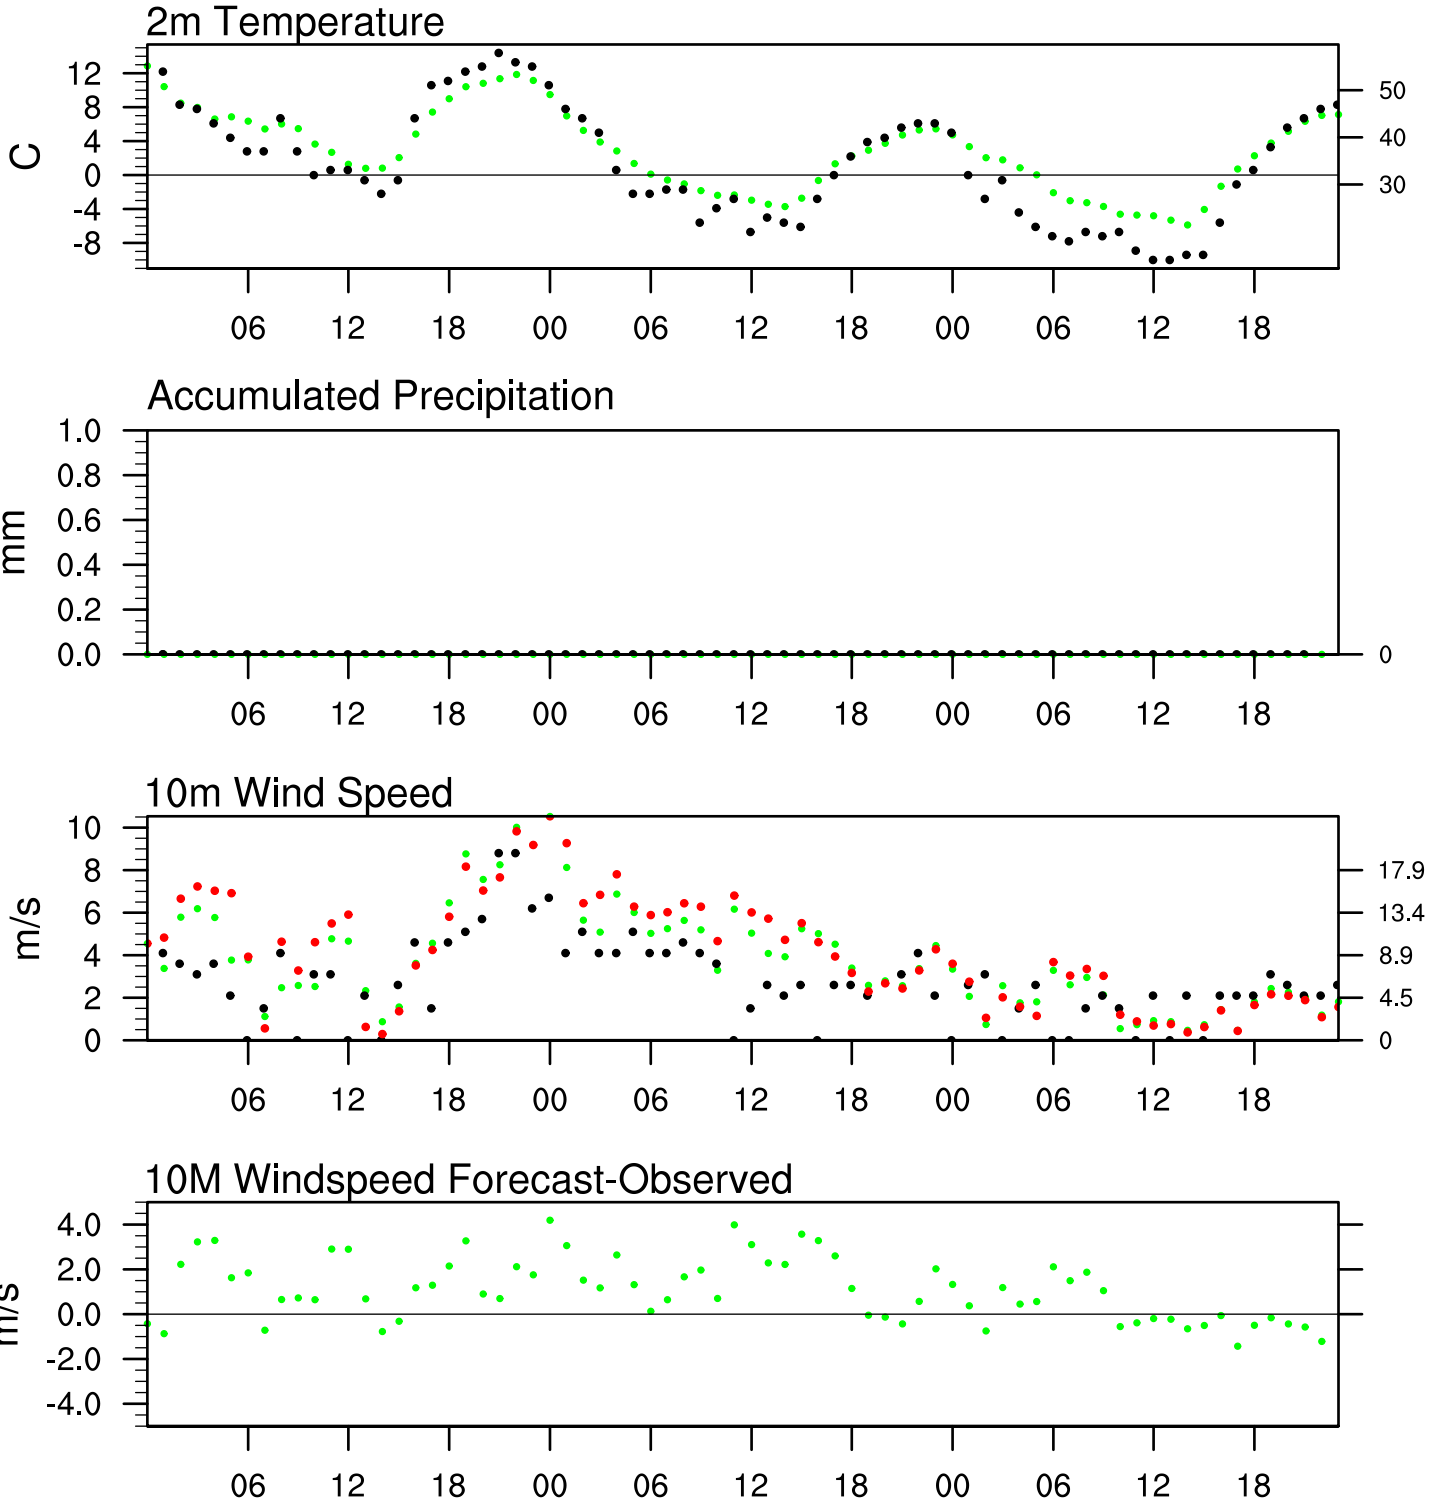 2m Temperature
12
8
4
0
-4
-8
C
50
40
30
06 12 18 00 06 12 18 00 06 12 18
Accumulated Precipitation
1.0
0.8
0.6
0.4
0.2
0.0
mm
0
06 12 18 00 06 12 18 00 06 12 18
10m Wind Speed
10
8
6
4
2
0
m/s
17.9
13.4
8.9
4.5
0
06 12 18 00 06 12 18 00 06 12 18
10M Windspeed Forecast-Observed
4.0
2.0
0.0
-2.0
-4.0
m/s
06 12 18 00 06 12 18 00 06 12 18